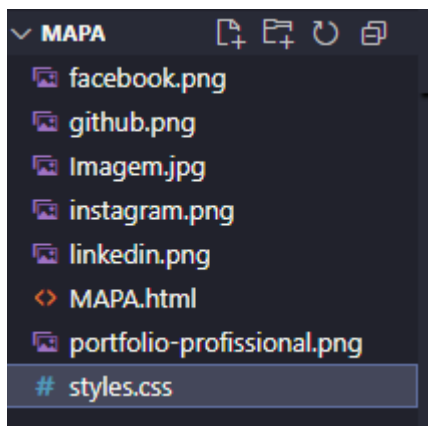 MAPA
facebook.png
github.png
Imagem.jpg
instagram.png
linkedin.png
<> MAPA.html
portfolio-profissional.png
# styles.css